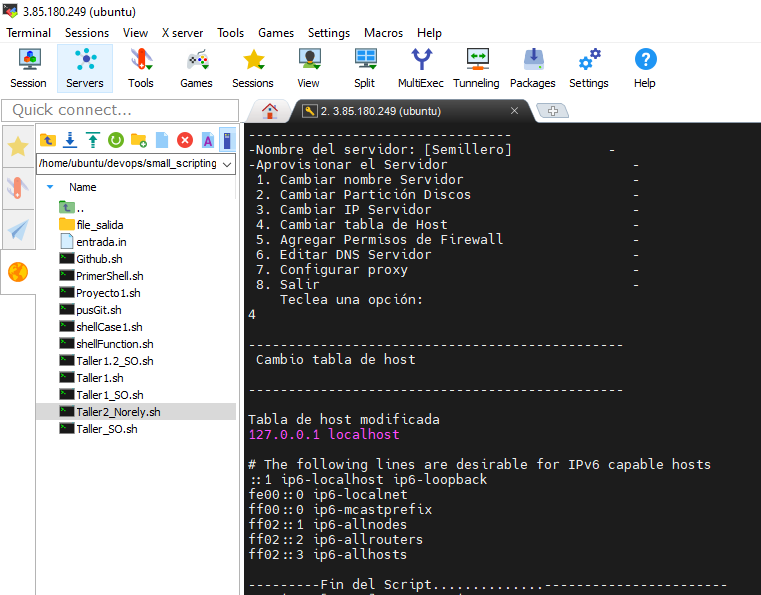 3.85.180.249 (ubuntu)
Terminal Sessions View X server Tools Games Settings Macros Help
Session Servers Tools Games Sessions View Split MultiExec Tunneling Packages Settings Help
Quick connect...
2. 3.85.180.249 (ubuntu)
/home/ubuntu/devops/small_scripting
Name
..
file_salida
entrada.in
Github.sh
PrimerShell.sh
Proyecto1.sh
pusGit.sh
shellCase1.sh
shellFunction.sh
Taller1.2_SO.sh
Taller1.sh
Taller1_SO.sh
Taller2_Norely.sh
Taller_SO.sh
-----------------------------------
-Nombre del servidor: [Semillero] -
-Aprovisionar el Servidor -
1. Cambiar nombre Servidor -
2. Cambiar Partición Discos -
3. Cambiar IP Servidor -
4. Cambiar tabla de Host -
5. Agregar Permisos de Firewall -
6. Editar DNS Servidor -
7. Configurar proxy -
8. Salir -
Teclea una opción:
4
--------------------------------------------------
Cambio tabla de host
--------------------------------------------------
Tabla de host modificada
127.0.0.1 localhost
# The following lines are desirable for IPv6 capable hosts
::1 ip6-localhost ip6-loopback
fe00::0 ip6-localnet
ff00::0 ip6-mcastprefix
ff02::1 ip6-allnodes
ff02::2 ip6-allrouters
ff02::3 ip6-allhosts
---------Fin del Script..............------------------------